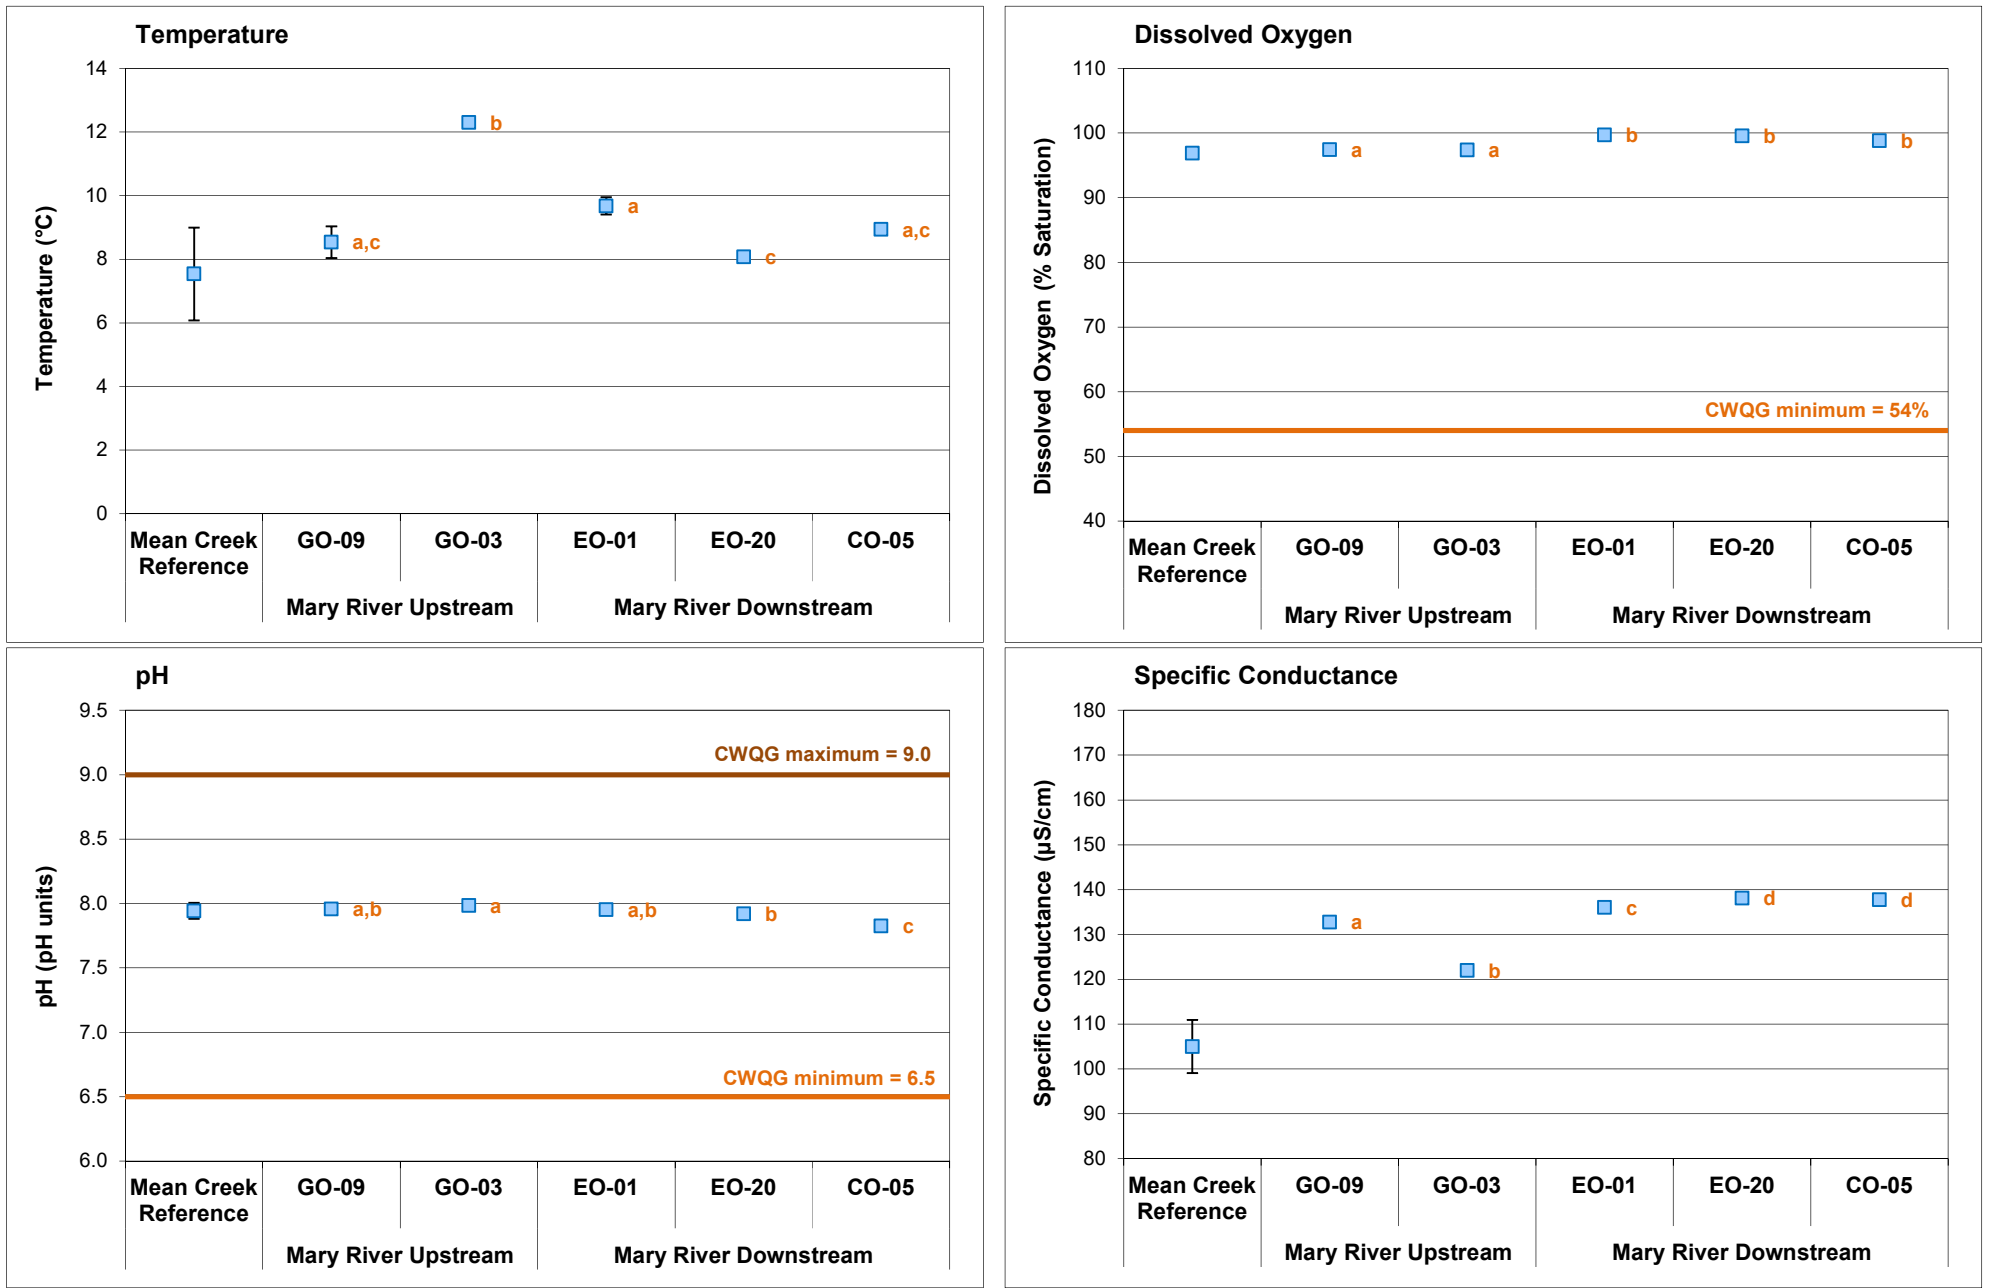 Temperature
Temperature (°C)
14
12
10
8
6
4
2
0
b
a,c
a
c
a,c
Mean Creek Reference
GO-09
GO-03
EO-01
EO-20
CO-05
Mary River Upstream
Mary River Downstream
Dissolved Oxygen
Dissolved Oxygen (% Saturation)
110
100
90
80
70
60
50
40
a
a
b
b
b
CWQG minimum = 54%
Mean Creek Reference
GO-09
GO-03
EO-01
EO-20
CO-05
Mary River Upstream
Mary River Downstream
pH
pH (pH units)
9.5
9.0
8.5
8.0
7.5
7.0
6.5
6.0
CWQG maximum = 9.0
a,b
a
a,b
b
c
CWQG minimum = 6.5
Mean Creek Reference
GO-09
GO-03
EO-01
EO-20
CO-05
Mary River Upstream
Mary River Downstream
Specific Conductance
Specific Conductance (µS/cm)
180
170
160
150
140
130
120
110
100
90
80
a
b
c
d
d
Mean Creek Reference
GO-09
GO-03
EO-01
EO-20
CO-05
Mary River Upstream
Mary River Downstream